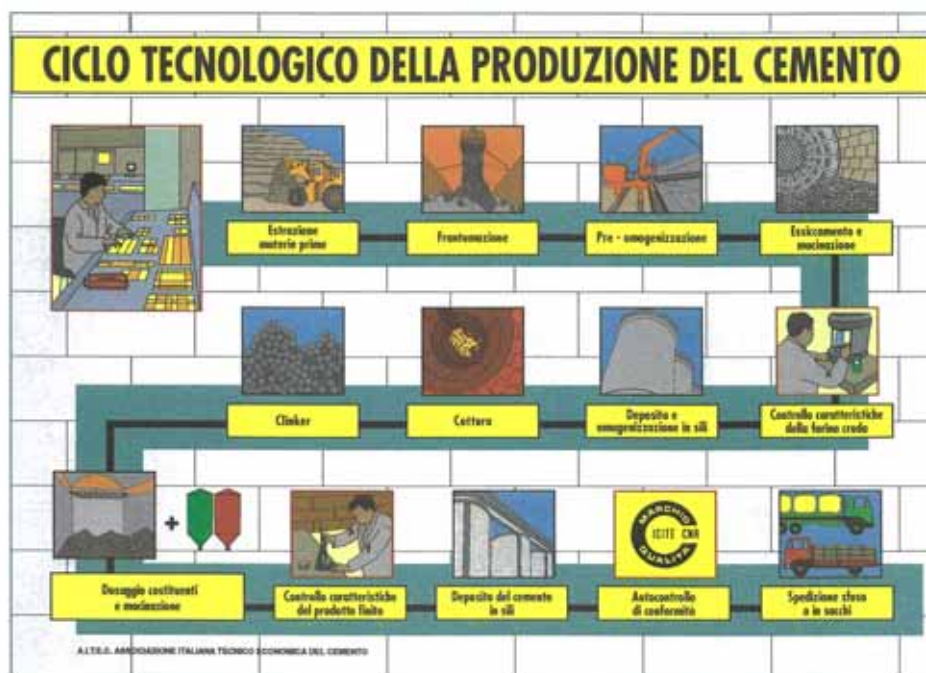 CICLO TECNOLOGICO DELLA PRODUZIONE DEL CEMENTO
Estrazione
materie prime
Frantumazione
Pre - omogenizzazione
Essiccamento e
macinazione
Clinker
Cottura
Deposito e
omogenizzazione in sili
Controllo caratteristiche
della farina cruda
+
Dosaggio costituenti
e macinazione
Controllo caratteristiche
del prodotto finito
Deposito del cemento
in sili
MARCHIO
ICITE CNR
QUALITÀ
Autocontrollo
di conformità
Spedizione sfuso
o in sacchi
A.I.T.E.C. ASSOCIAZIONE ITALIANA TECNICO ECONOMICA DEL CEMENTO